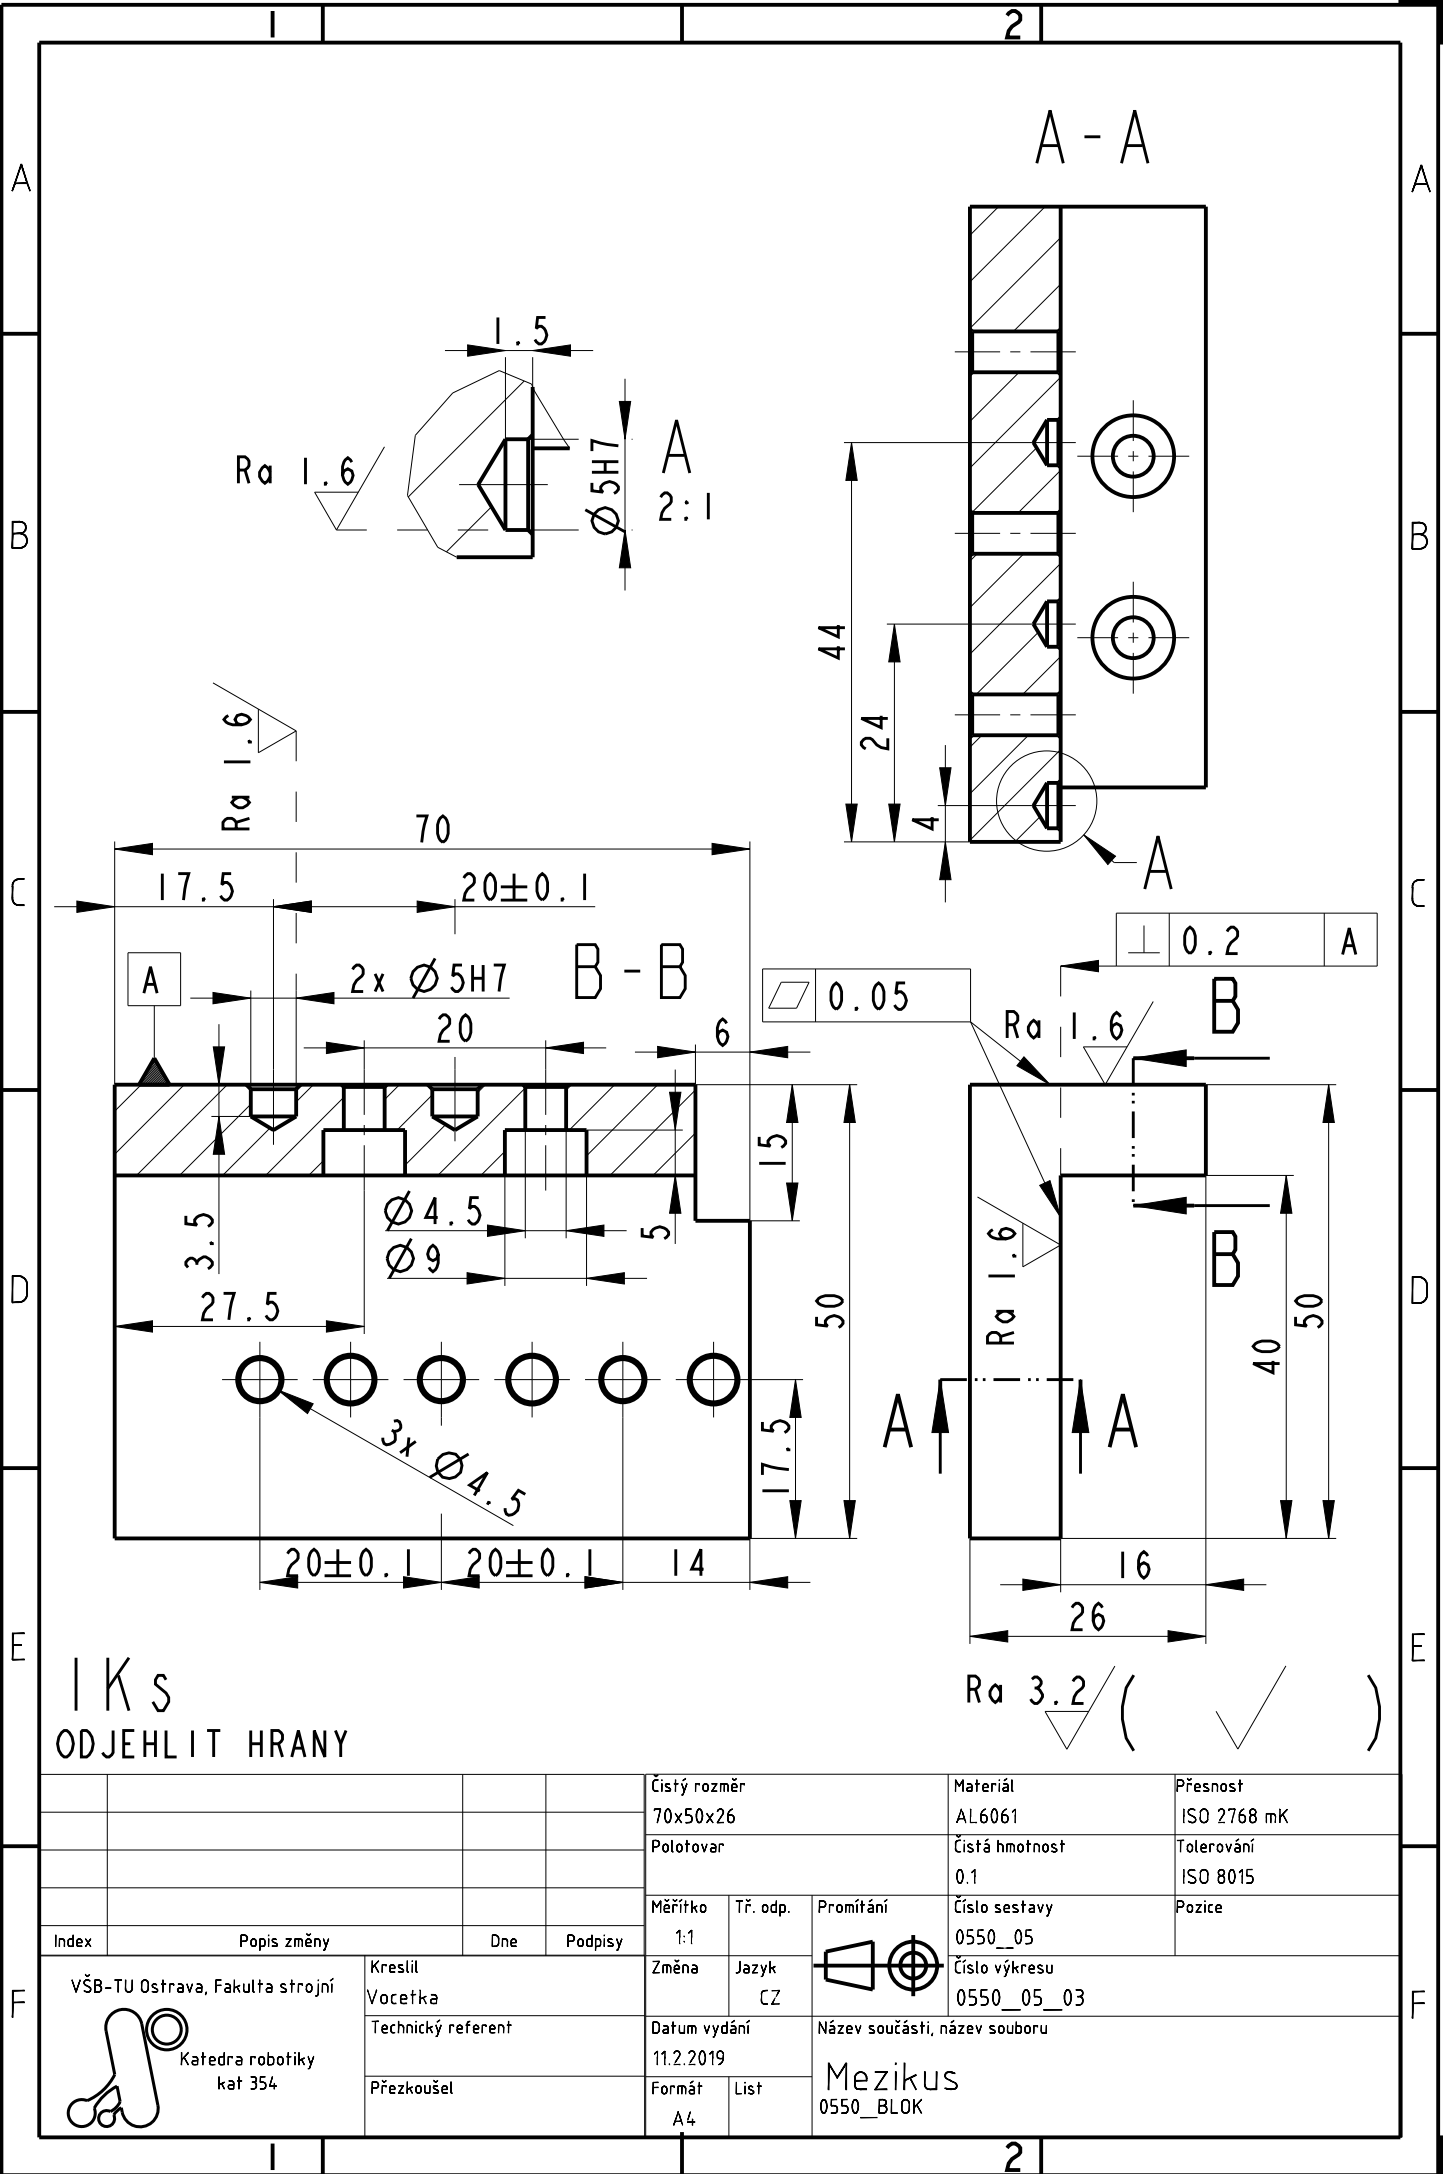 1 2
A A
B B
C C
D D
E E
F F
1 2
A-A
44
24
4
A
1.5
Ra 1.6
∅5H7
A
2:1
Ra 1.6
70
17.5 20±0.1
A
2x ∅5H7
B-B
20
6
3.5
∅4.5
∅9
5
15
50
27.5
3x ∅4.5
17.5
20±0.1 20±0.1 14
⊥ 0.2 A
▱ 0.05
Ra 1.6
B
B
Ra 1.6
A A
40
50
16
26
1Ks
ODJEHLIT HRANY
Ra 3.2 ( )
Čistý rozměr
70x50x26
Materiál
AL6061
Přesnost
ISO 2768 mK
Polotovar
Čistá hmotnost
0.1
Tolerování
ISO 8015
Měřítko
1:1
Tř. odp.
Promítání
Číslo sestavy
0550_05
Pozice
Index Popis změny Dne Podpisy
Změna
Jazyk
CZ
Číslo výkresu
0550_05_03
VŠB-TU Ostrava, Fakulta strojní
Katedra robotiky
kat 354
Kreslil
Vocetka
Technický referent
Přezkoušel
Datum vydání
11.2.2019
Formát
A4
List
Název součásti, název souboru
Mezikus
0550_BLOK